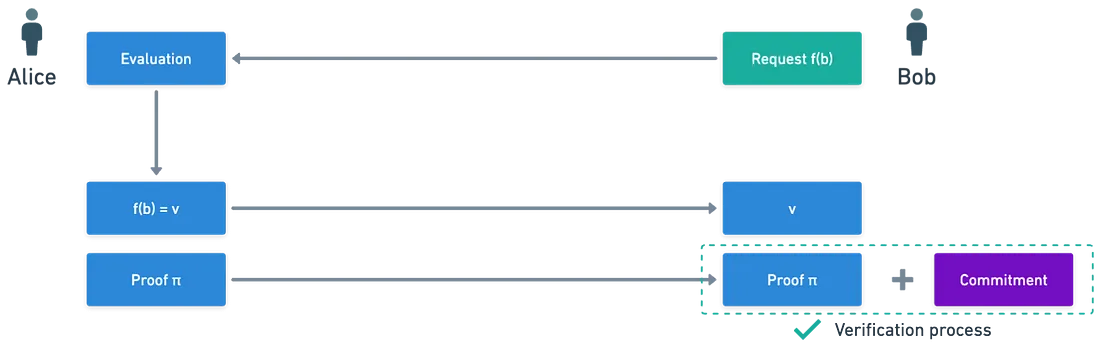 Alice
Evaluation
Request f(b)
Bob
f(b) = v
v
Proof π
Proof π
Commitment
Verification process